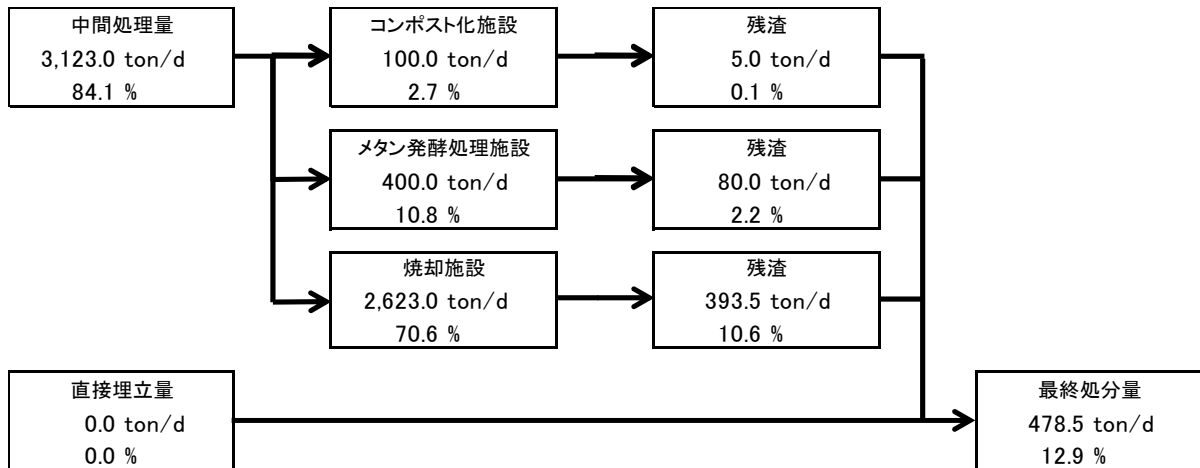 中間処理量
3,123.0 ton/d
84.1 %
コンポスト化施設
100.0 ton/d
2.7 %
残渣
5.0 ton/d
0.1 %
メタン発酵処理施設
400.0 ton/d
10.8 %
残渣
80.0 ton/d
2.2 %
焼却施設
2,623.0 ton/d
70.6 %
残渣
393.5 ton/d
10.6 %
直接埋立量
0.0 ton/d
0.0 %
最終処分量
478.5 ton/d
12.9 %